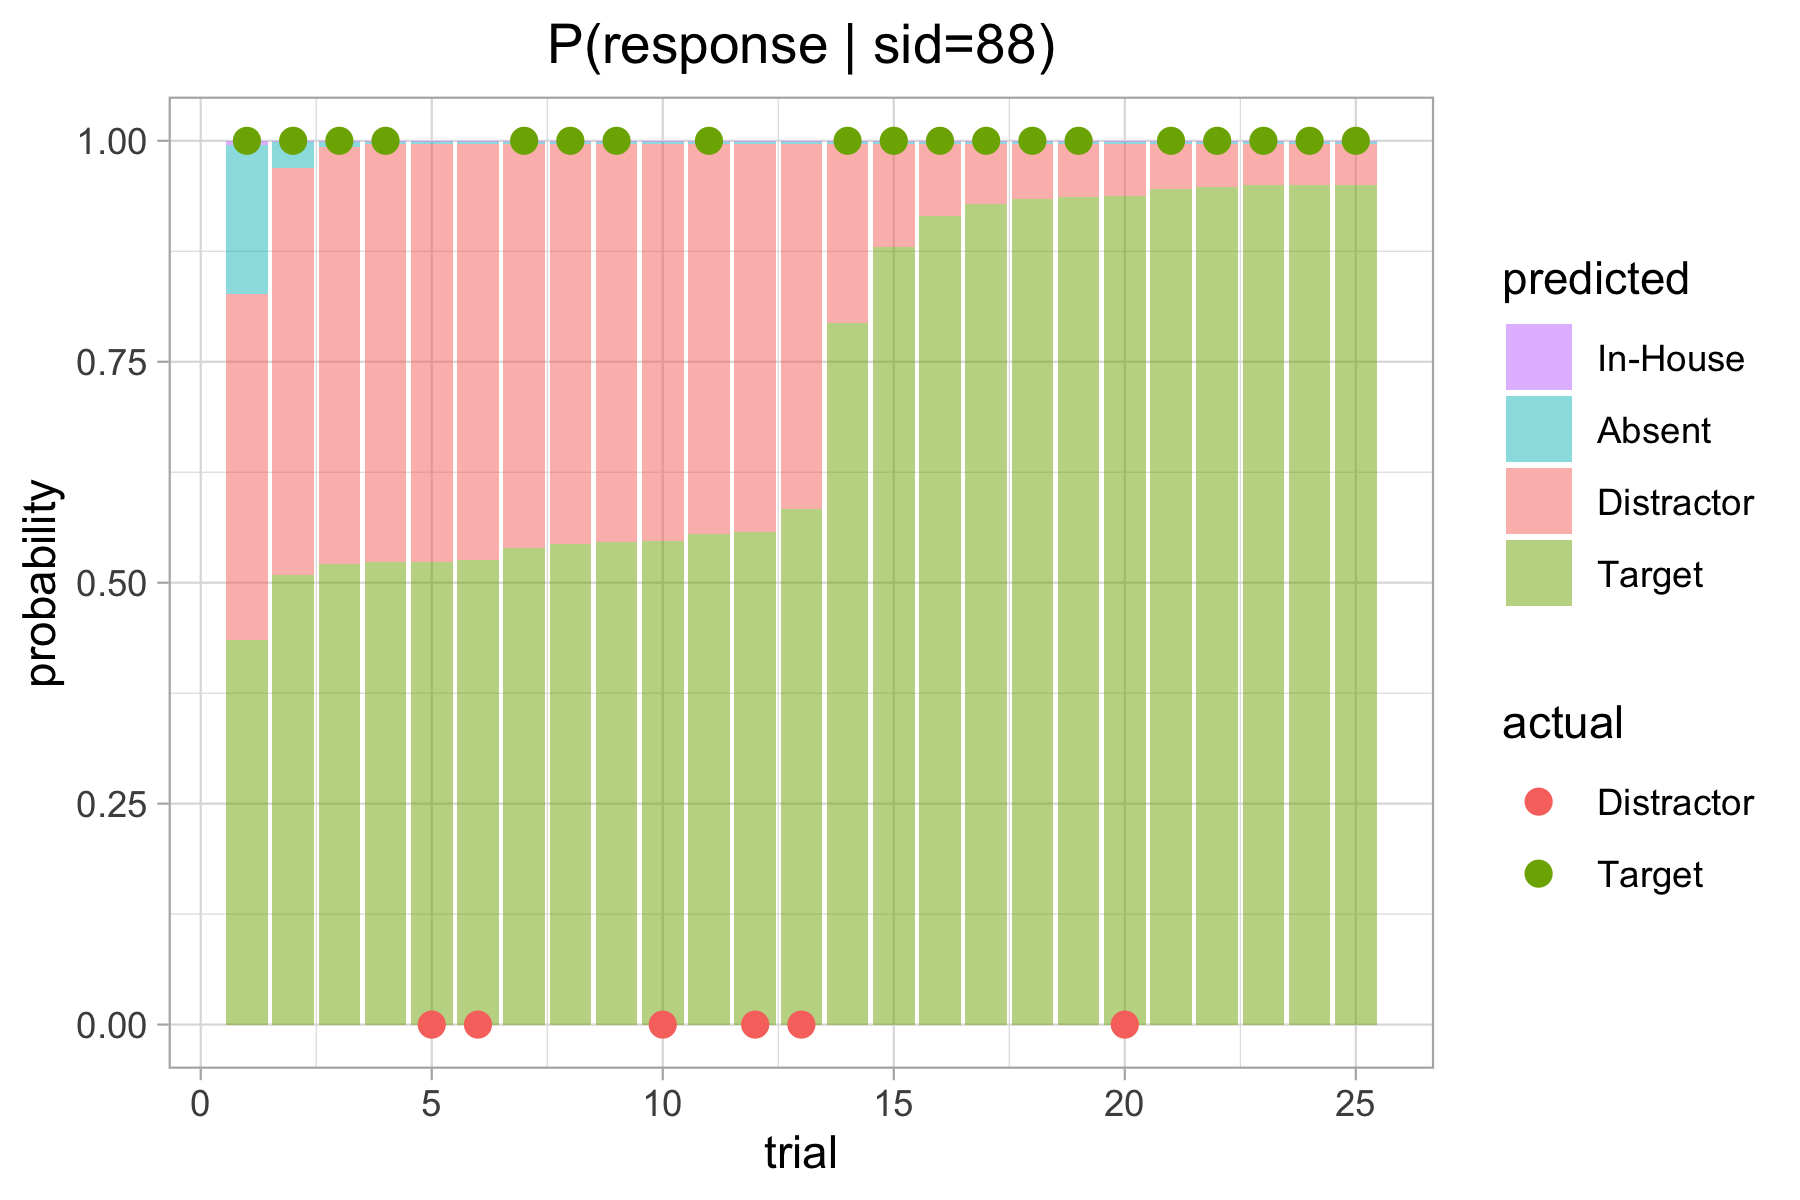 P(response | sid=88)
1.00
0.75
0.50
0.25
0.00
probability
0 5 10 15 20 25
trial
predicted
In-House
Absent
Distractor
Target
actual
Distractor
Target